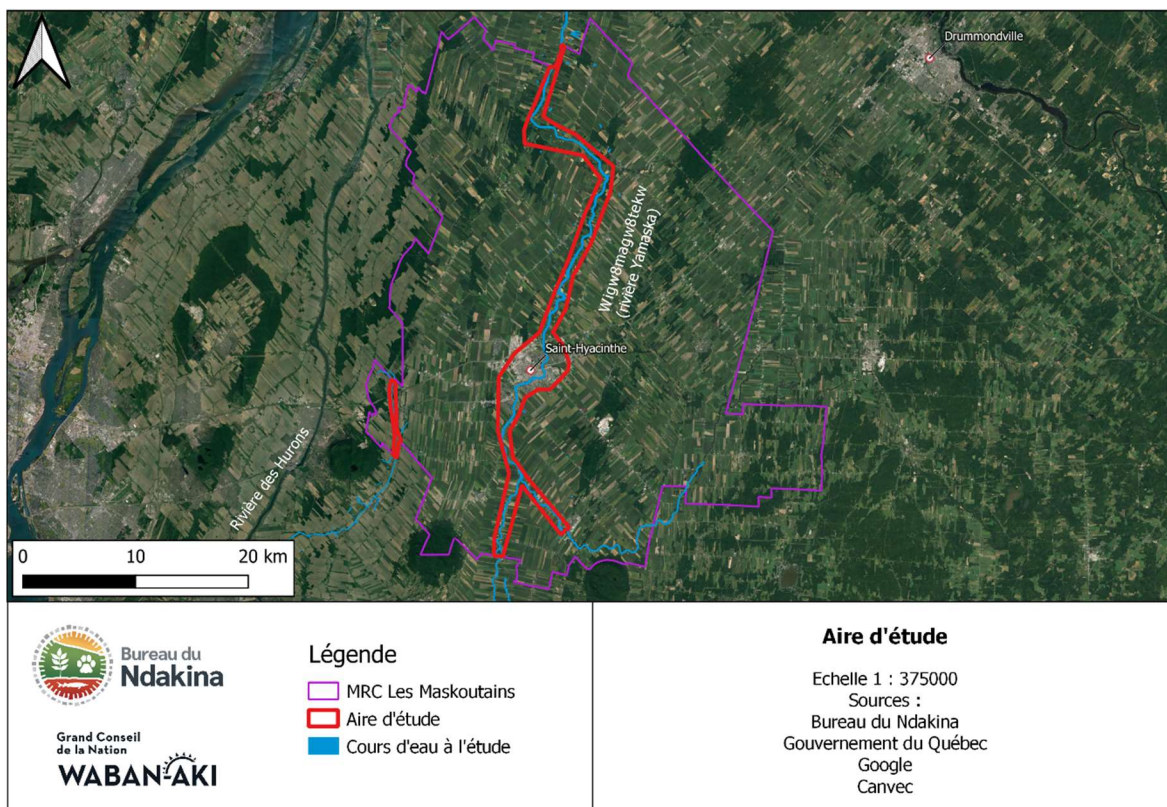 Drummondville
Wigw8magw8tekw
(rivière Yamaska)
Saint-Hyacinthe
Rivière des Hurons
0 10 20 km
Bureau du
Ndakina
Grand Conseil
de la Nation
WABAN-AKI
Légende
MRC Les Maskoutains
Aire d'étude
Cours d'eau à l'étude
Aire d'étude
Echelle 1 : 375000
Sources :
Bureau du Ndakina
Gouvernement du Québec
Google
Canvec